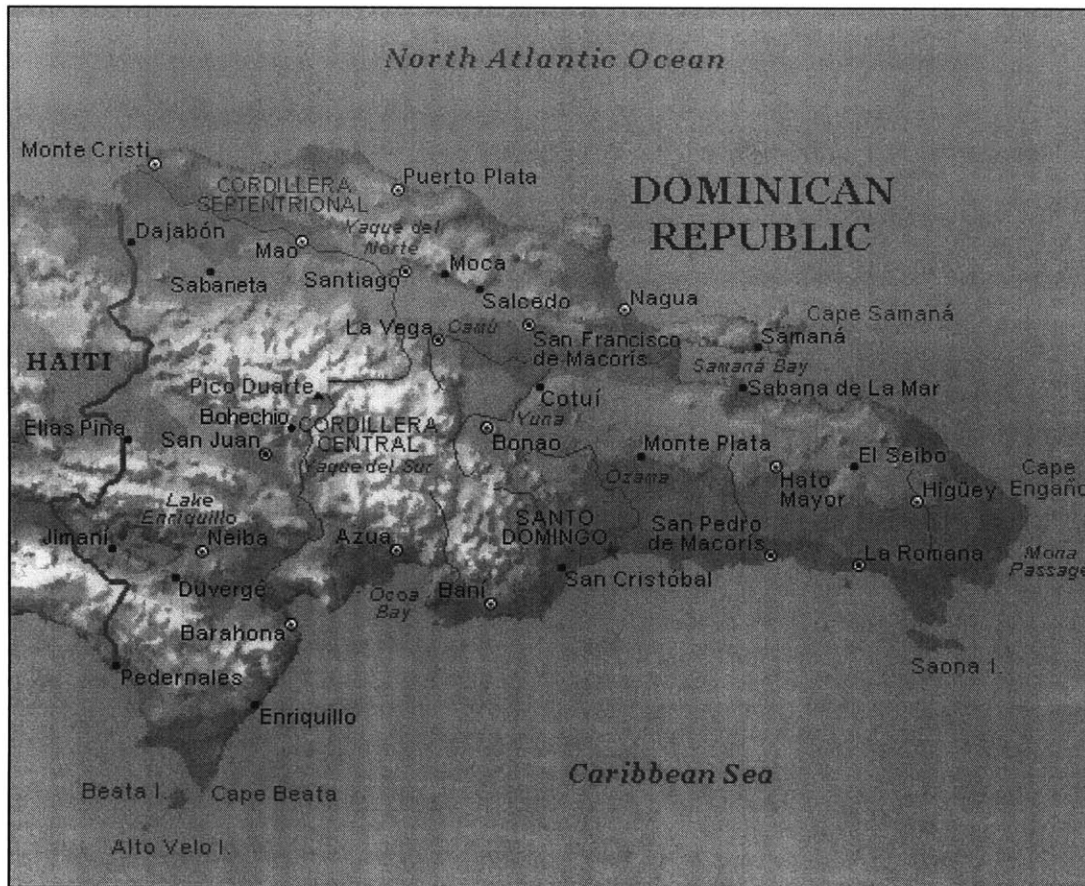 North Atlantic Ocean
Monte Cristi
CORDILLERA
SEPTENTRIONAL
Puerto Plata
DOMINICAN
REPUBLIC
Dajabón
Mao
Yaque del
Norte
Sabaneta
Santiago
Moca
Salcedo
Nagua
Cape Samaná
La Vega
Camú
San Francisco
de Macorís
Samaná
Samaná Bay
HAITI
Pico Duarte
Cotuí
Sabana de La Mar
Bohechio
Yuna
Elias Piña
San Juan
CORDILLERA
CENTRAL
Yaque del Sur
Bonao
Monte Plata
El Seibo
Ozama
Hato
Mayor
Higüey
Cape
Engaño
Lake
Enriquillo
Jimaní
Neiba
Azua
SANTO
DOMINGO
San Pedro
de Macorís
La Romana
Mona
Passage
Duvergé
Ocoa
Bay
Baní
San Cristóbal
Barahona
Saona I.
Pedernales
Enriquillo
Caribbean Sea
Beata I.
Cape Beata
Alto Velo I.